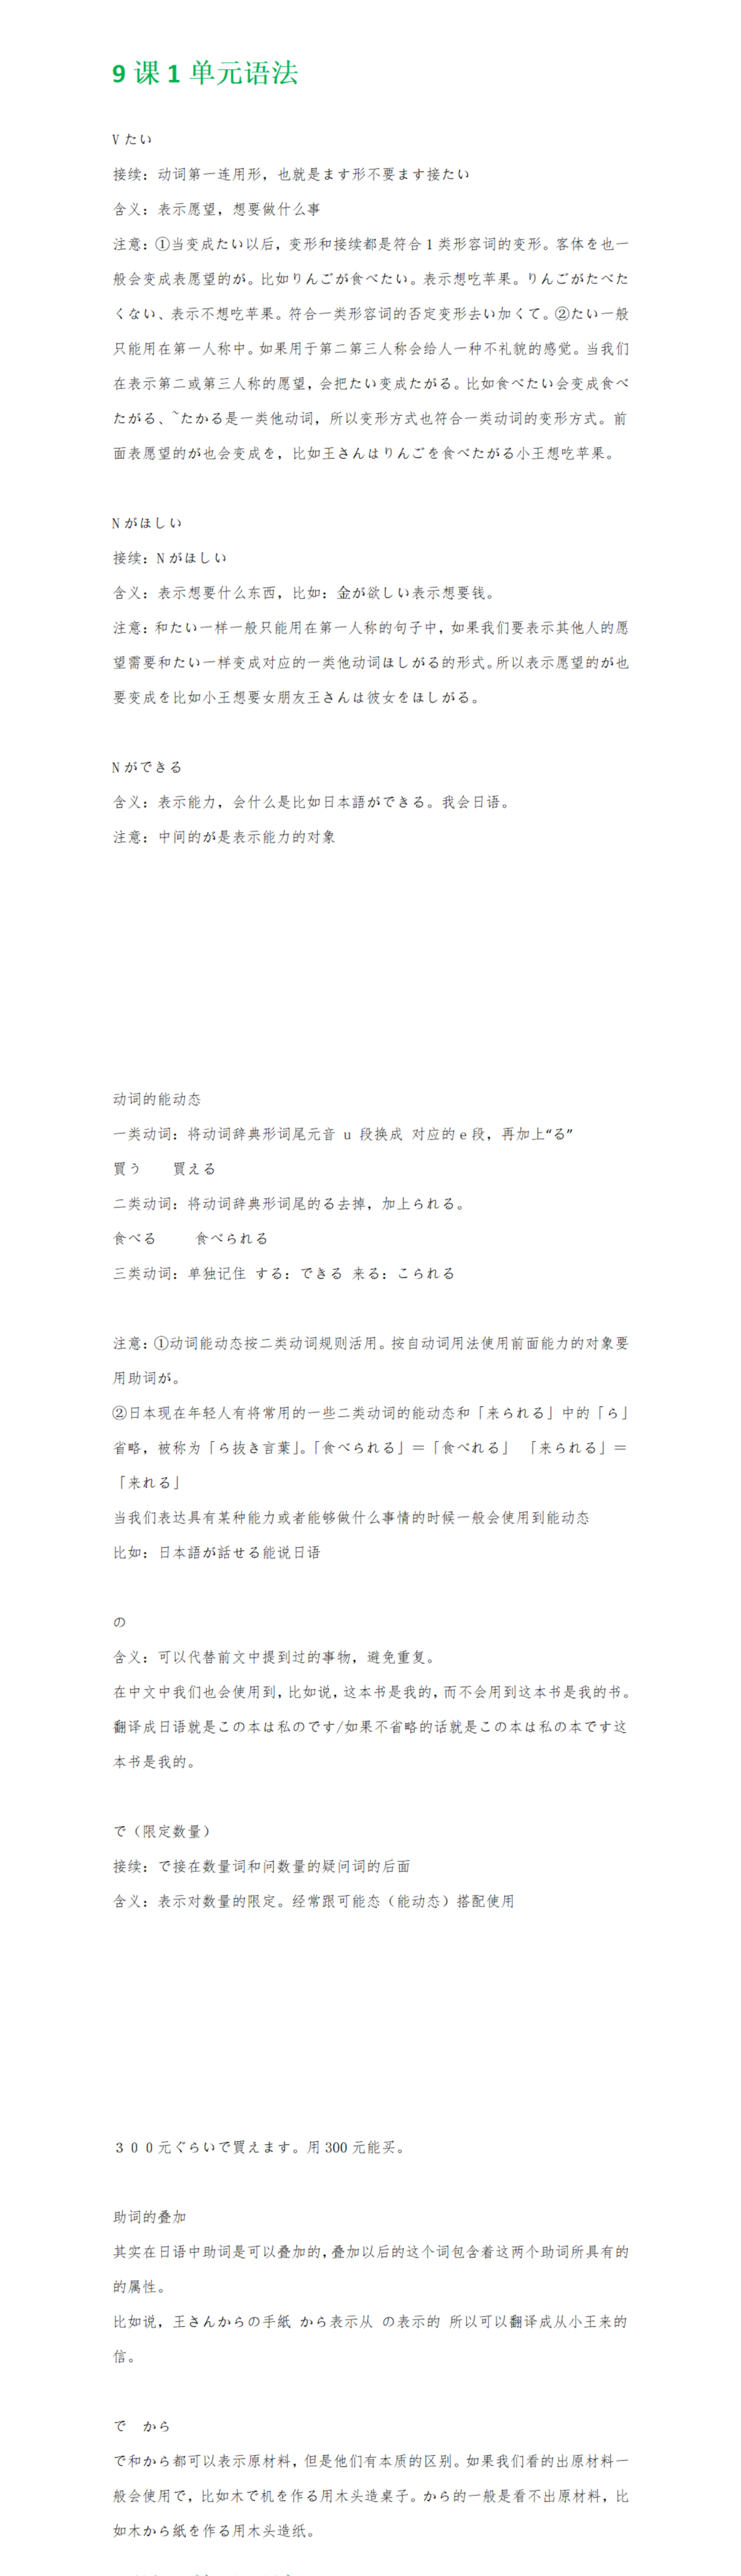 9 课 1 单元语法
V たい
接续：动词第一连用形，也就是ます形不要ます接たい
含义：表示愿望，想要做什么事
注意：①当变成たい以后，变形和接续都是符合 1 类形容词的变形。客体を也一
般会变成表愿望的が。比如りんごが食べたい。表示想吃苹果。りんごがたべた
くない、表示不想吃苹果。符合一类形容词的否定变形去い加くて。②たい一般
只能用在第一人称中。如果用于第二第三人称会给人一种不礼貌的感觉。当我们
在表示第二或第三人称的愿望，会把たい变成たがる。比如食べたい会变成食べ
たがる、~たかる是一类他动词，所以变形方式也符合一类动词的变形方式。前
面表愿望的が也会变成を，比如王さんはりんごを食べたがる小王想吃苹果。
N がほしい
接续：N がほしい
含义：表示想要什么东西，比如：金が欲しい表示想要钱。
注意：和たい一样一般只能用在第一人称的句子中，如果我们要表示其他人的愿
望需要和たい一样变成对应的一类他动词ほしがる的形式。所以表示愿望的が也
要变成を比如小王想要女朋友王さんは彼女をほしがる。
N ができる
含义：表示能力，会什么是比如日本語ができる。我会日语。
注意：中间的が是表示能力的对象
动词的能动态
一类动词：将动词辞典形词尾元音 u 段换成 对应的 e 段，再加上“る”
買う　　買える
二类动词：将动词辞典形词尾的る去掉，加上られる。
食べる　　食べられる
三类动词：单独记住 する：できる 来る：こられる
注意：①动词能动态按二类动词规则活用。按自动词用法使用前面能力的对象要
用助词が。
②日本现在年轻人有将常用的一些二类动词的能动态和「来られる」中的「ら」
省略，被称为「ら抜き言葉」。「食べられる」＝「食べれる」　「来られる」＝
「来れる」
当我们表达具有某种能力或者能够做什么事情的时候一般会使用到能动态
比如：日本語が話せる能说日语
の
含义：可以代替前文中提到过的事物，避免重复。
在中文中我们也会使用到，比如说，这本书是我的，而不会用到这本书是我的书。
翻译成日语就是この本は私のです/如果不省略的话就是この本は私の本です这
本书是我的。
で（限定数量）
接续：で接在数量词和问数量的疑问词的后面
含义：表示对数量的限定。经常跟可能态（能动态）搭配使用
３００元ぐらいで買えます。用 300 元能买。
助词的叠加
其实在日语中助词是可以叠加的，叠加以后的这个词包含着这两个助词所具有的
的属性。
比如说，王さんからの手紙 から表示从 の表示的 所以可以翻译成从小王来的
信。
で　から
で和から都可以表示原材料，但是他们有本质的区别。如果我们看的出原材料一
般会使用で，比如木で机を作る用木头造桌子。から的一般是看不出原材料，比
如木から紙を作る用木头造纸。